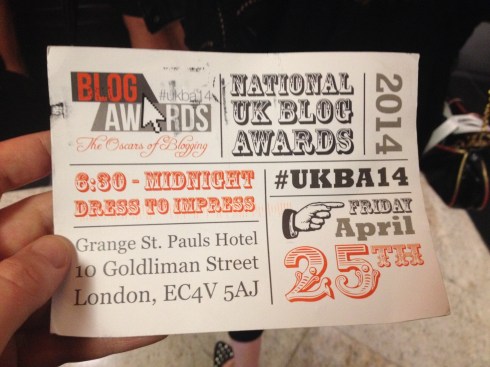 BLOG
#ukba14
AWARDS
The Oscars of Blogging
NATIONAL
UK BLOG
AWARDS
2014
6:30 - MIDNIGHT
DRESS TO IMPRESS
#UKBA14
FRIDAY
April
25TH
Grange St. Pauls Hotel
10 Goldliman Street
London, EC4V 5AJ